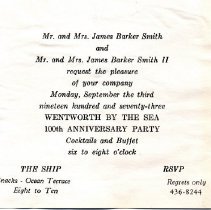 Mr. and Mrs. James Barker Smith
and
Mr. and Mrs. James Barker Smith II
request the pleasure
of your company
Monday, September the third
nineteen hundred and seventy-three
WENTWORTH BY THE SEA
100th ANNIVERSARY PARTY
Cocktails and Buffet
six to eight o'clock
THE SHIP
Snacks - Ocean Terrace
Eight to Ten
RSVP
Regrets only
436-8244